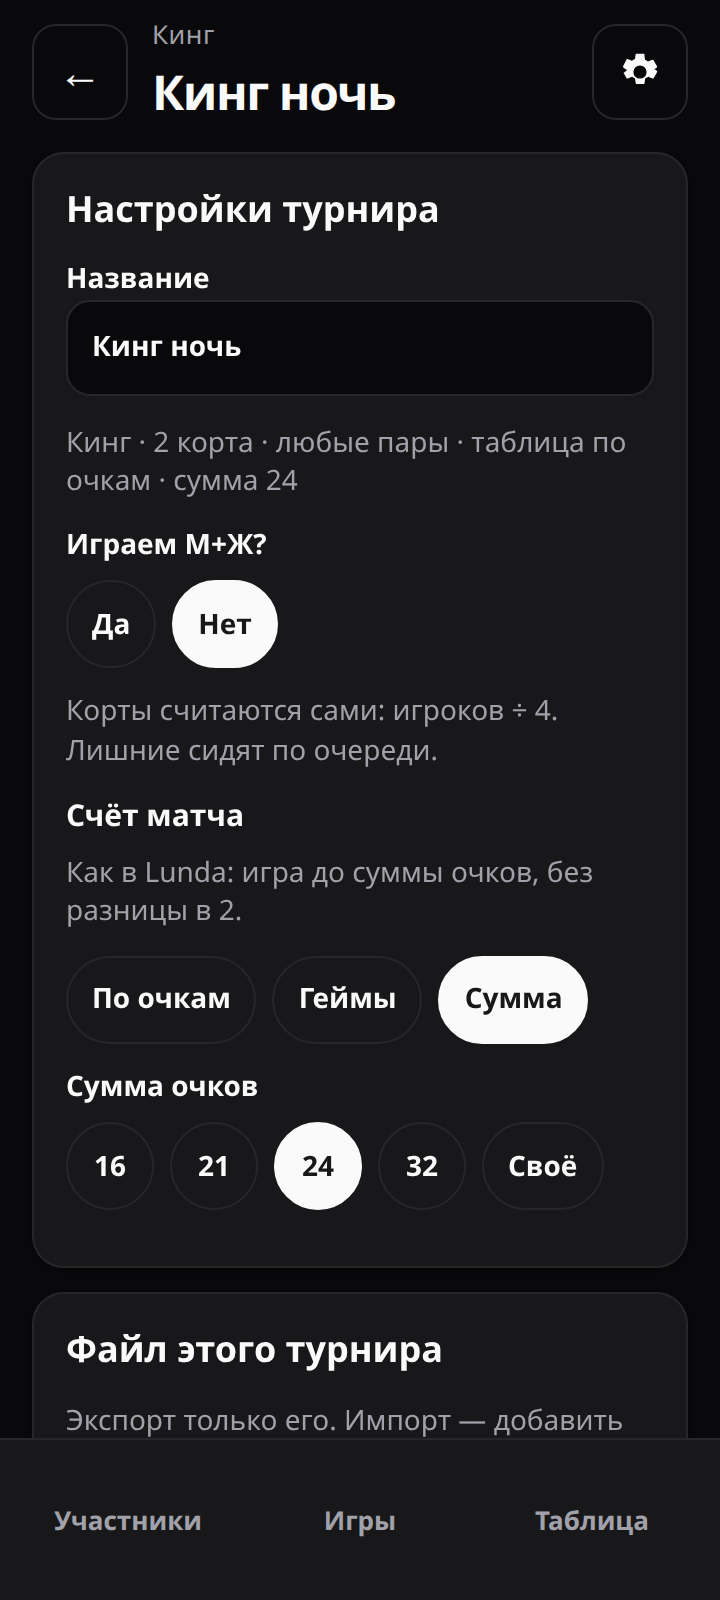 Кинг
←
Кинг ночь
Настройки турнира
Название
Кинг ночь
Кинг · 2 корта · любые пары · таблица по
очкам · сумма 24
Играем М+Ж?
Да Нет
Корты считаются сами: игроков ÷ 4.
Лишние сидят по очереди.
Счёт матча
Как в Lunda: игра до суммы очков, без
разницы в 2.
По очкам Геймы Сумма
Сумма очков
16 21 24 32 Своё
Файл этого турнира
Экспорт только его. Импорт — добавить
Участники Игры Таблица